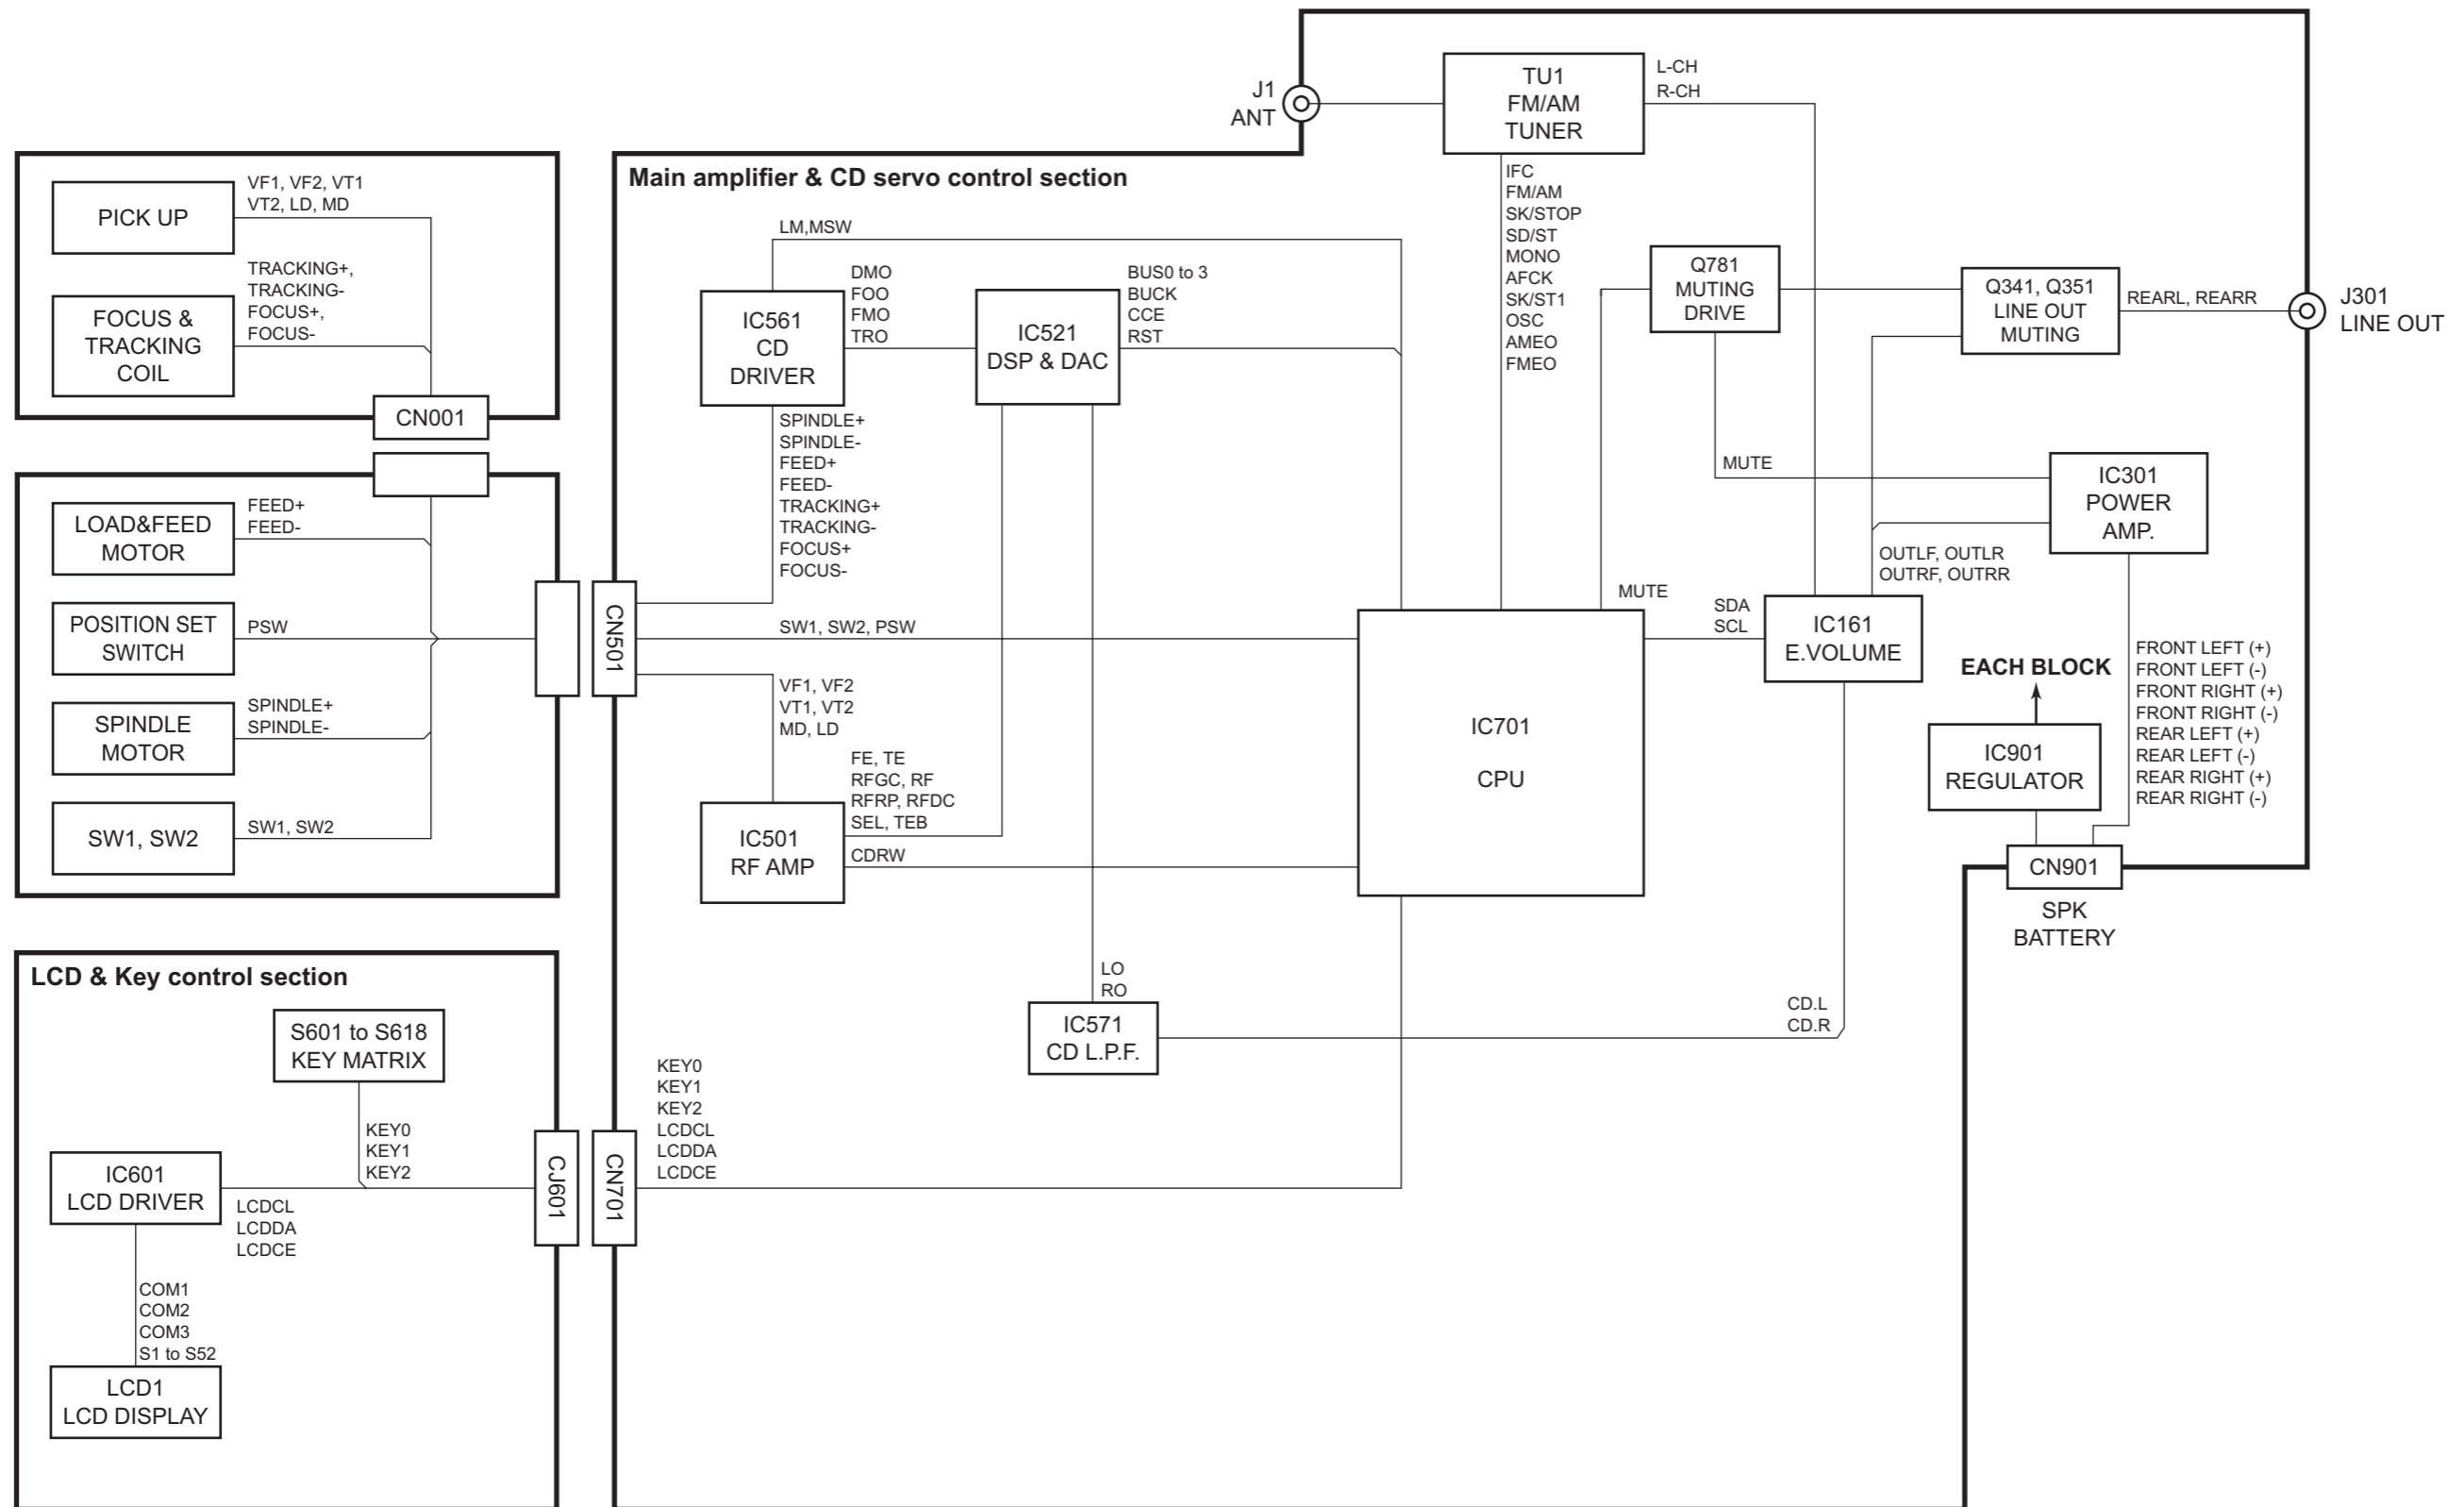 J1
ANT
TU1
FM/AM
TUNER
L-CH
R-CH
IFC
FM/AM
SK/STOP
SD/ST
MONO
AFCK
SK/ST1
OSC
AMEO
FMEO
PICK UP
VF1, VF2, VT1
VT2, LD, MD
FOCUS &
TRACKING
COIL
TRACKING+,
TRACKING-
FOCUS+,
FOCUS-
CN001
LOAD&FEED
MOTOR
FEED+
FEED-
POSITION SET
SWITCH
PSW
SPINDLE
MOTOR
SPINDLE+
SPINDLE-
SW1, SW2
SW1, SW2
Main amplifier & CD servo control section
LM,MSW
IC561
CD
DRIVER
DMO
FOO
FMO
TRO
IC521
DSP & DAC
BUS0 to 3
BUCK
CCE
RST
SPINDLE+
SPINDLE-
FEED+
FEED-
TRACKING+
TRACKING-
FOCUS+
FOCUS-
CN501
SW1, SW2, PSW
VF1, VF2
VT1, VT2
MD, LD
IC501
RF AMP
FE, TE
RFGC, RF
RFRP, RFDC
SEL, TEB
CDRW
IC701
CPU
MUTE
Q781
MUTING
DRIVE
Q341, Q351
LINE OUT
MUTING
REARL, REARR
J301
LINE OUT
MUTE
IC301
POWER
AMP.
OUTLF, OUTLR
OUTRF, OUTRR
SDA
SCL
IC161
E.VOLUME
EACH BLOCK
IC901
REGULATOR
FRONT LEFT (+)
FRONT LEFT (-)
FRONT RIGHT (+)
FRONT RIGHT (-)
REAR LEFT (+)
REAR LEFT (-)
REAR RIGHT (+)
REAR RIGHT (-)
CN901
SPK
BATTERY
LO
RO
IC571
CD L.P.F.
CD.L
CD.R
LCD & Key control section
S601 to S618
KEY MATRIX
KEY0
KEY1
KEY2
IC601
LCD DRIVER
LCDCL
LCDDA
LCDCE
COM1
COM2
COM3
S1 to S52
LCD1
LCD DISPLAY
CJ601
CN701
KEY0
KEY1
KEY2
LCDCL
LCDDA
LCDCE